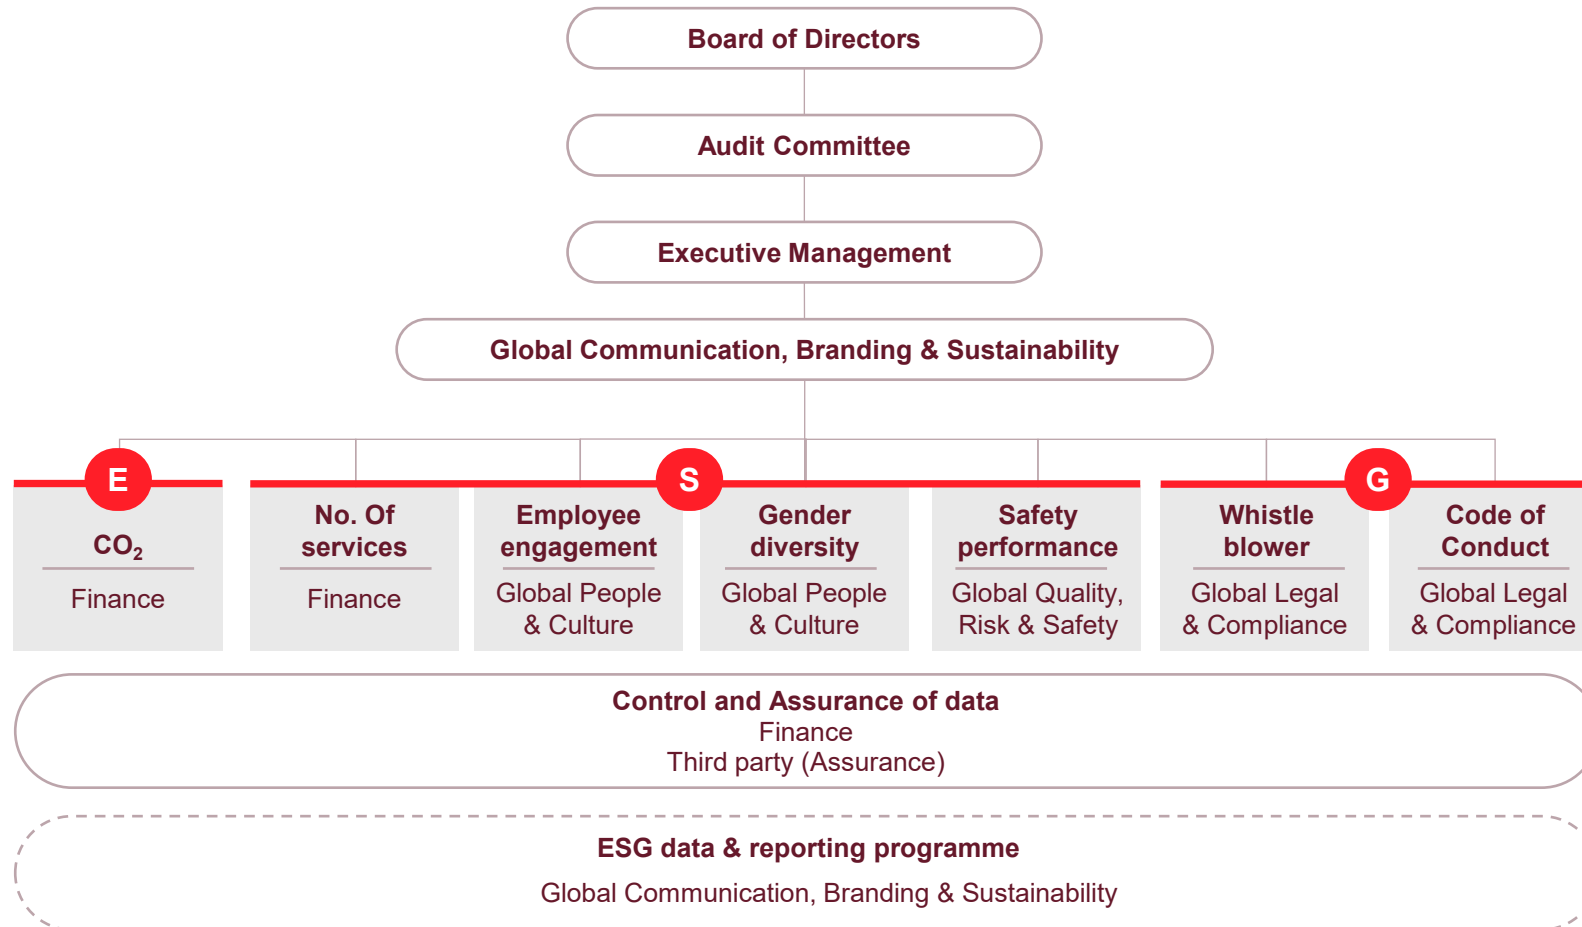 Board of Directors
Audit Committee
Executive Management
Global Communication, Branding & Sustainability
E
S
G
CO₂
Finance
No. Of
services
Finance
Employee
engagement
Global People
& Culture
Gender
diversity
Global People
& Culture
Safety
performance
Global Quality,
Risk & Safety
Whistle
blower
Global Legal
& Compliance
Code of
Conduct
Global Legal
& Compliance
Control and Assurance of data
Finance
Third party (Assurance)
ESG data & reporting programme
Global Communication, Branding & Sustainability